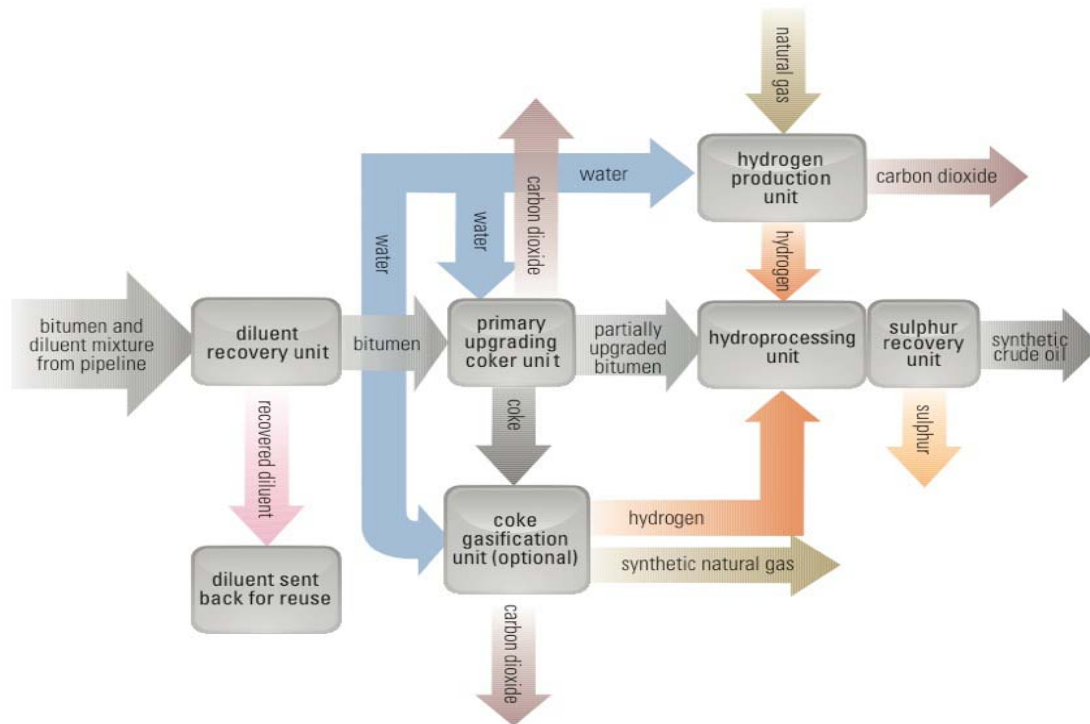 natural gas
hydrogen
production
unit
carbon dioxide
water
carbon dioxide
water
water
hydrogen
bitumen and
diluent mixture
from pipeline
diluent
recovery unit
bitumen
primary
upgrading
coker unit
partially
upgraded
bitumen
hydroprocessing
unit
sulphur
recovery
unit
synthetic
crude oil
recovered diluent
coke
sulphur
coke
gasification
unit (optional)
hydrogen
synthetic natural gas
diluent sent
back for reuse
carbon dioxide